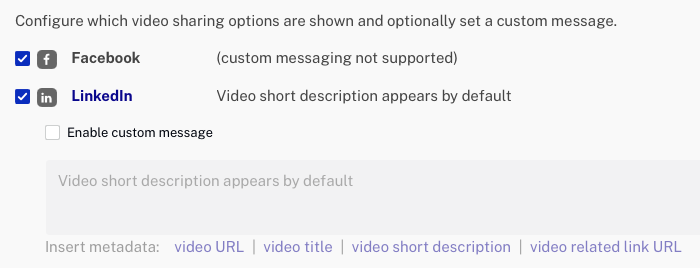 Configure which video sharing options are shown and optionally set a custom message.
f Facebook (custom messaging not supported)
in LinkedIn Video short description appears by default
Enable custom message
Video short description appears by default
Insert metadata: video URL | video title | video short description | video related link URL